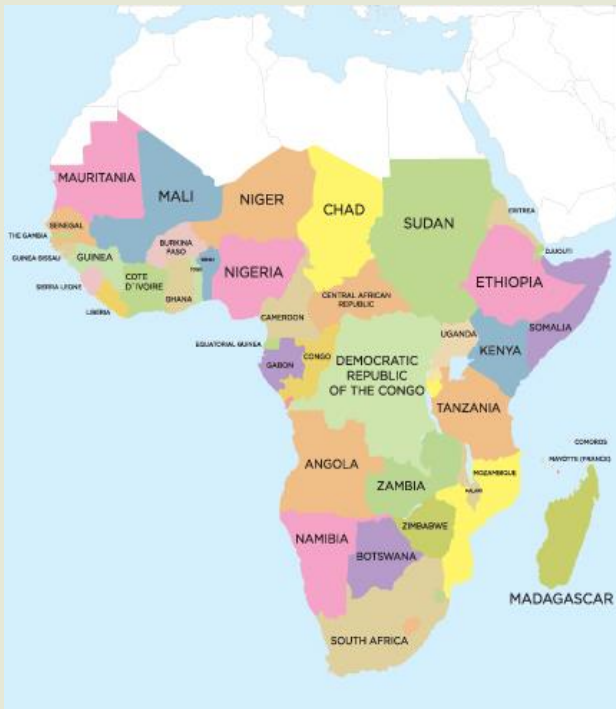 MAURITANIA
MALI
NIGER
CHAD
SUDAN
ERITREA
SENEGAL
THE GAMBIA
GUINEA-BISSAU
GUINEA
BURKINA
FASO
NIGERIA
DJIBOUTI
SIERRA LEONE
COTE
D'IVOIRE
TOGO
BENIN
ETHIOPIA
LIBERIA
GHANA
CENTRAL AFRICAN
REPUBLIC
CAMEROON
SOMALIA
EQUATORIAL GUINEA
UGANDA
GABON
CONGO
DEMOCRATIC
REPUBLIC
OF THE CONGO
KENYA
TANZANIA
COMOROS
MAYOTTE (FRANCE)
ANGOLA
ZAMBIA
MALAWI
MOZAMBIQUE
ZIMBABWE
NAMIBIA
BOTSWANA
MADAGASCAR
SOUTH AFRICA